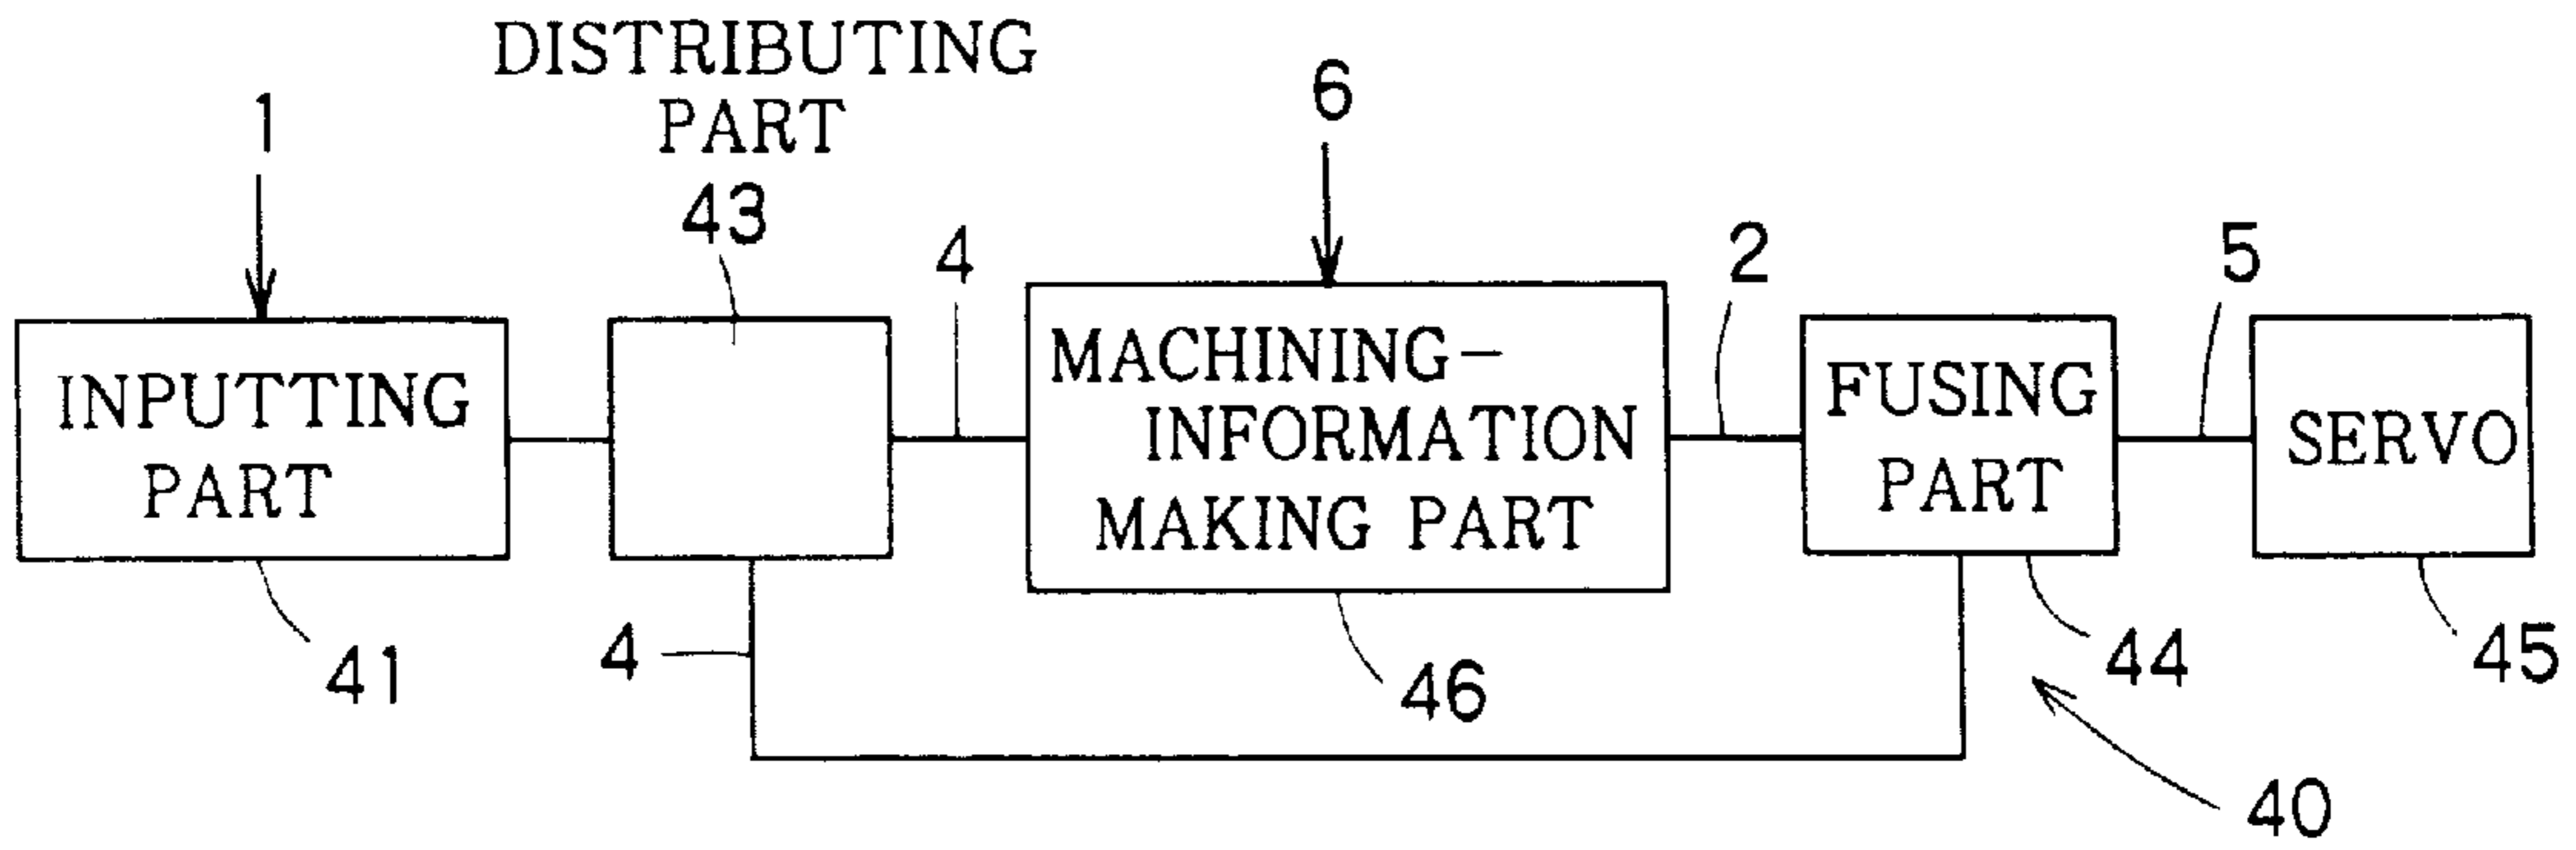 DISTRIBUTING
PART
43
1
6
4
2
5
INPUTTING
PART
MACHINING-
INFORMATION
MAKING PART
FUSING
PART
SERVO
41
4
46
44
45
40